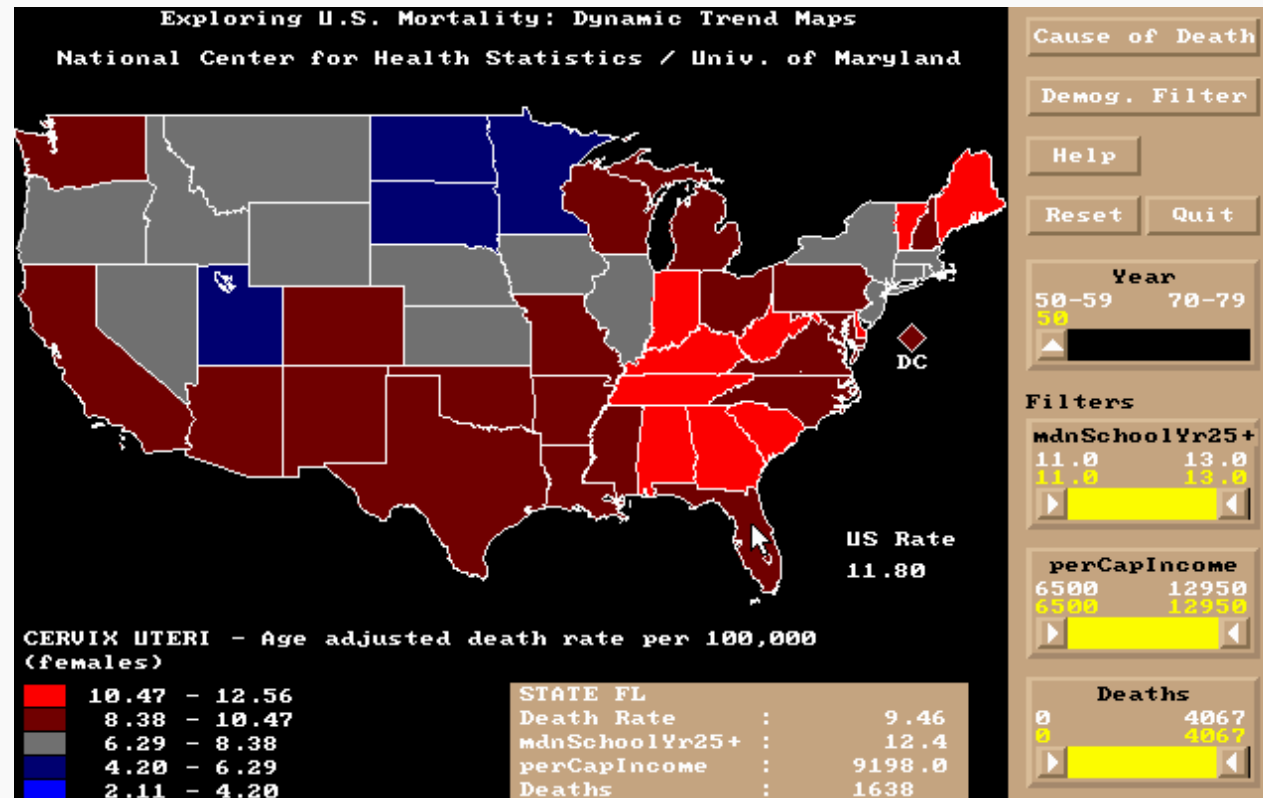 Exploring U.S. Mortality: Dynamic Trend Maps
National Center for Health Statistics / Univ. of Maryland
DC
US Rate
11.80
CERVIX UTERI - Age adjusted death rate per 100,000
(females)
10.47 - 12.56
8.38 - 10.47
6.29 - 8.38
4.20 - 6.29
2.11 - 4.20
STATE FL
Death Rate : 9.46
mdnSchoolYr25+ : 12.4
perCapIncome : 9198.0
Deaths : 1638
Cause of Death
Demog. Filter
Help
Reset Quit
Year
50-59 70-79
50
Filters
mdnSchoolYr25+
11.0 13.0
11.0 13.0
perCapIncome
6500 12950
6500 12950
Deaths
0 4067
0 4067